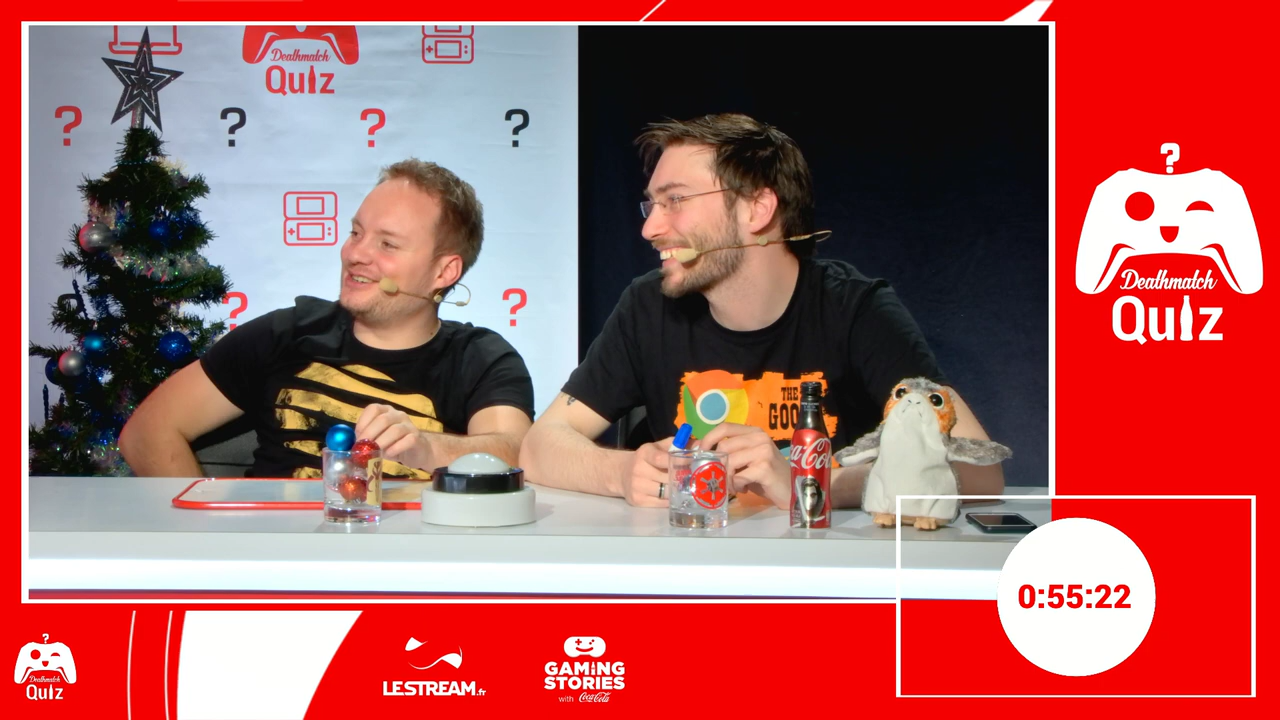 Deathmatch
Quiz
?
?
?
?
?
?
THE
GOO
Coca-Cola
?
Deathmatch
Quiz
0:55:22
?
Deathmatch
Quiz
LESTREAM.fr
GAMING
STORIES
with Coca-Cola